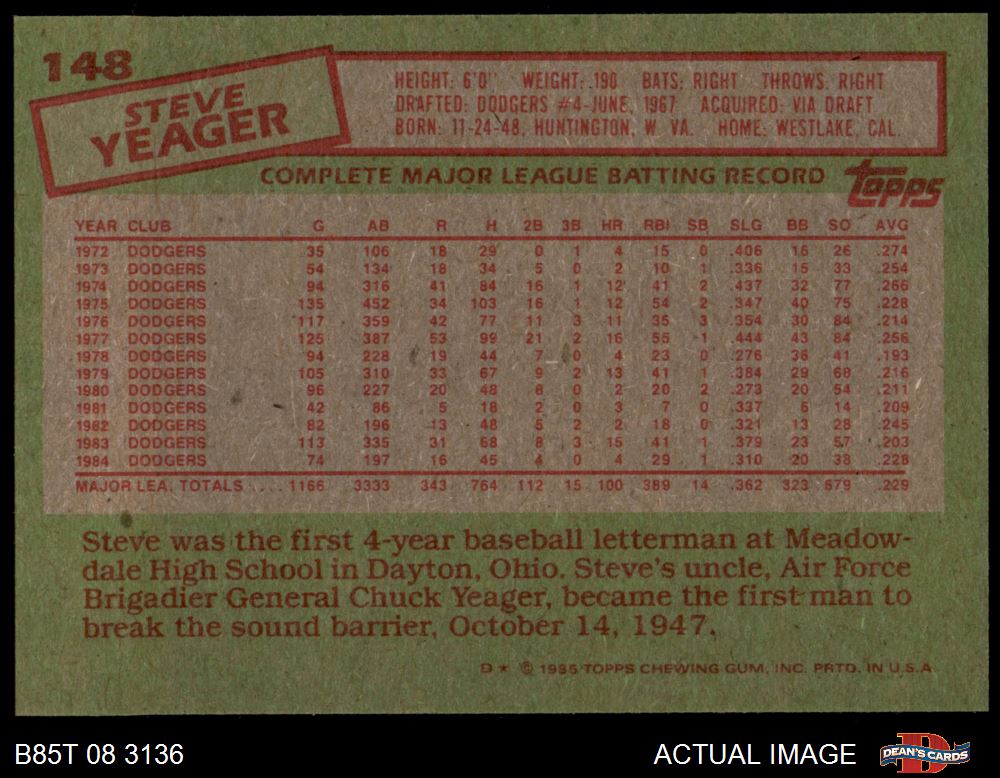 148
STEVE
YEAGER
HEIGHT: 6'0" WEIGHT: 190 BATS: RIGHT THROWS: RIGHT
DRAFTED: DODGERS #4-JUNE, 1967 ACQUIRED: VIA DRAFT
BORN: 11-24-48, HUNTINGTON, W. VA. HOME: WESTLAKE, CAL.
COMPLETE MAJOR LEAGUE BATTING RECORD
Topps
YEAR CLUB G AB R H 2B 3B HR RBI SB SLG BB SO AVG
1972 DODGERS 35 106 18 29 0 1 4 15 0 .406 16 26 .274
1973 DODGERS 54 134 18 34 5 0 2 10 1 .336 15 33 .254
1974 DODGERS 94 316 41 84 16 1 12 41 2 .437 32 77 .266
1975 DODGERS 135 452 34 103 16 1 12 54 2 .347 40 75 .228
1976 DODGERS 117 359 42 77 11 3 11 35 3 .354 30 84 .214
1977 DODGERS 125 387 53 99 21 2 16 55 1 .444 43 84 .256
1978 DODGERS 94 228 19 44 7 0 4 23 0 .276 36 41 .193
1979 DODGERS 105 310 33 67 9 2 13 41 1 .384 29 68 .216
1980 DODGERS 96 227 20 48 8 0 2 20 2 .273 20 54 .211
1981 DODGERS 42 86 5 18 2 0 3 7 0 .337 6 14 .209
1982 DODGERS 82 196 13 48 5 2 2 18 0 .321 13 28 .245
1983 DODGERS 113 335 31 68 8 3 15 41 1 .379 23 57 .203
1984 DODGERS 74 197 16 45 4 0 4 29 1 .310 20 38 .228
MAJOR LEA. TOTALS .... 1166 3333 343 764 112 15 100 389 14 .362 323 679 .229
Steve was the first 4-year baseball letterman at Meadow-
dale High School in Dayton, Ohio. Steve's uncle, Air Force
Brigadier General Chuck Yeager, became the first man to
break the sound barrier, October 14, 1947.
D * © 1985 TOPPS CHEWING GUM, INC. PRTD. IN U.S.A.
B85T 08 3136 ACTUAL IMAGE DEAN'S CARDS